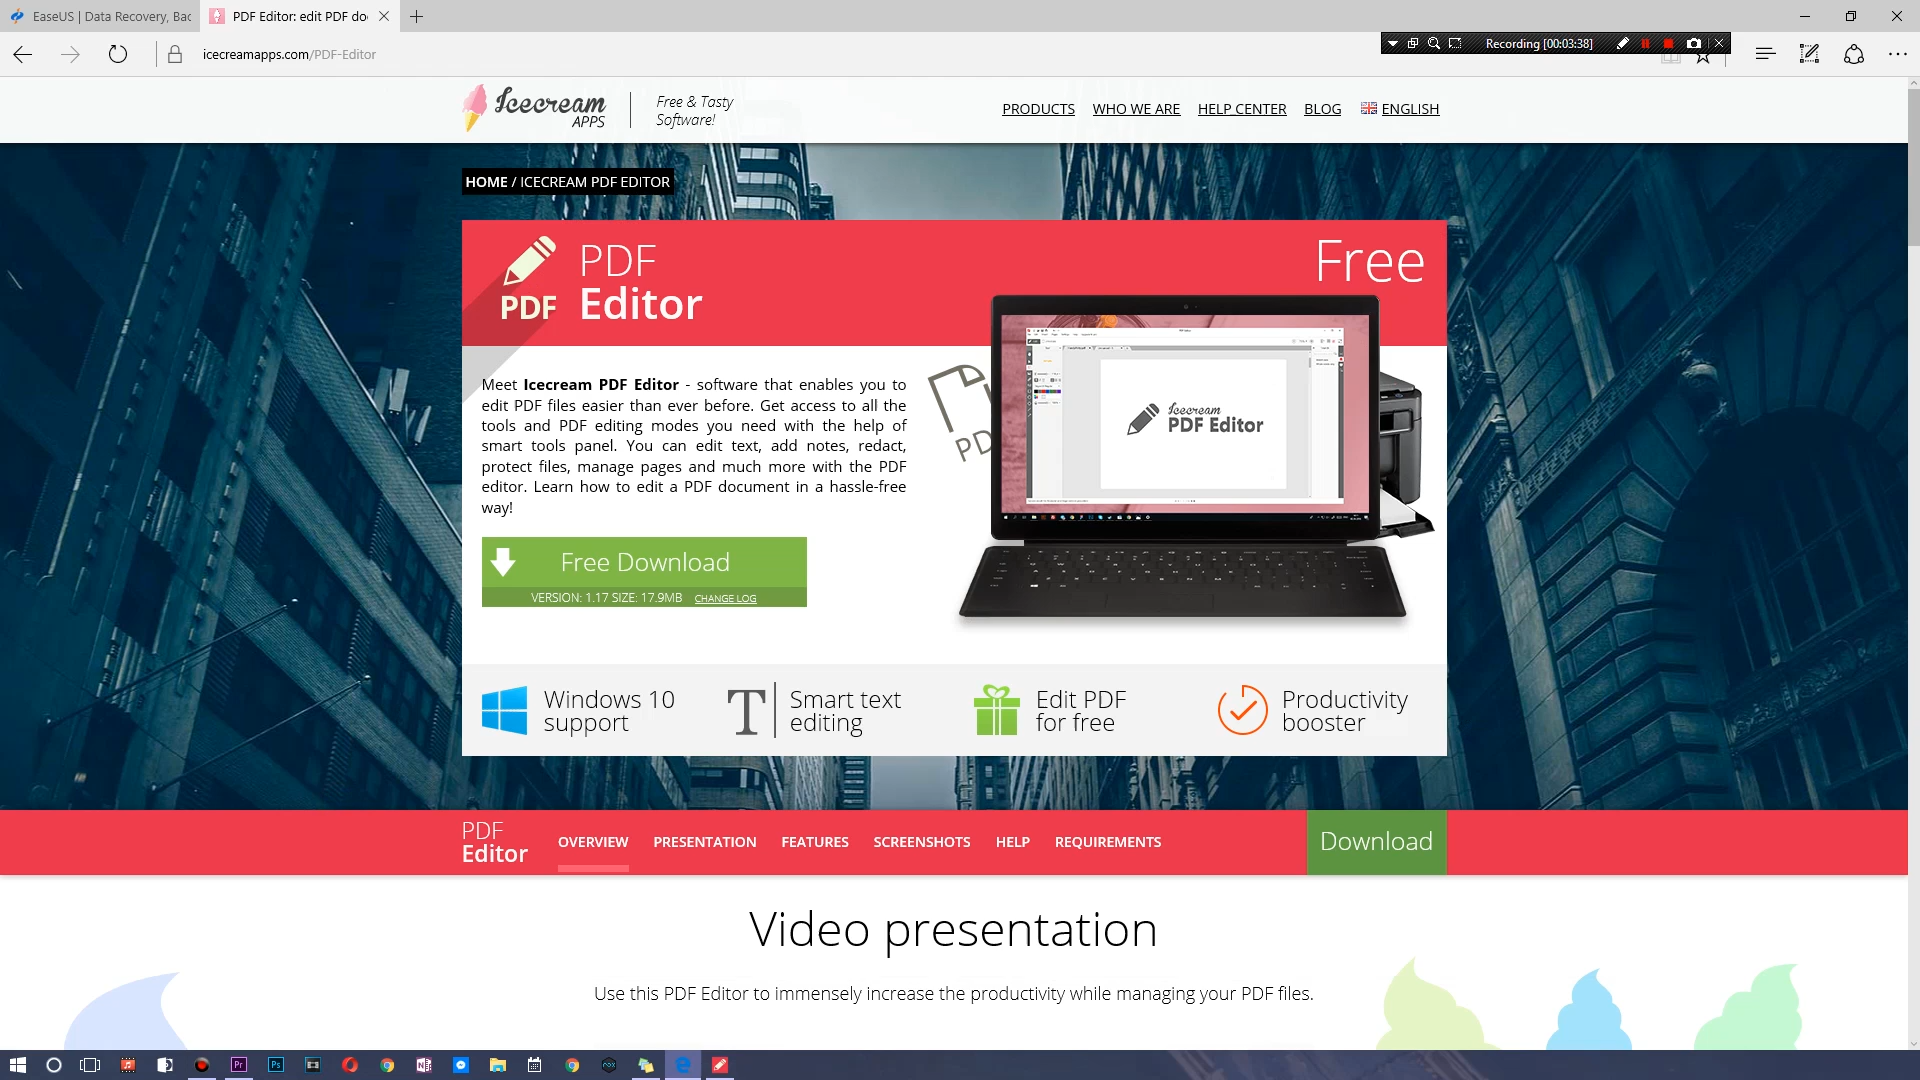 EaseUS | Data Recovery, Bac
PDF Editor: edit PDF do
icecreamapps.com/PDF-Editor
Recording [00:03:38]
Icecream
APPS
Free & Tasty
Software!
PRODUCTS
WHO WE ARE
HELP CENTER
BLOG
ENGLISH
HOME / ICECREAM PDF EDITOR
PDF
PDF
Editor
Free
Meet Icecream PDF Editor - software that enables you to
edit PDF files easier than ever before. Get access to all the
tools and PDF editing modes you need with the help of
smart tools panel. You can edit text, add notes, redact,
protect files, manage pages and much more with the PDF
editor. Learn how to edit a PDF document in a hassle-free
way!
Icecream
PDF Editor
Free Download
VERSION: 1.17 SIZE: 17.9MB CHANGE LOG
Windows 10
support
Smart text
editing
Edit PDF
for free
Productivity
booster
PDF
Editor
OVERVIEW
PRESENTATION
FEATURES
SCREENSHOTS
HELP
REQUIREMENTS
Download
Video presentation
Use this PDF Editor to immensely increase the productivity while managing your PDF files.